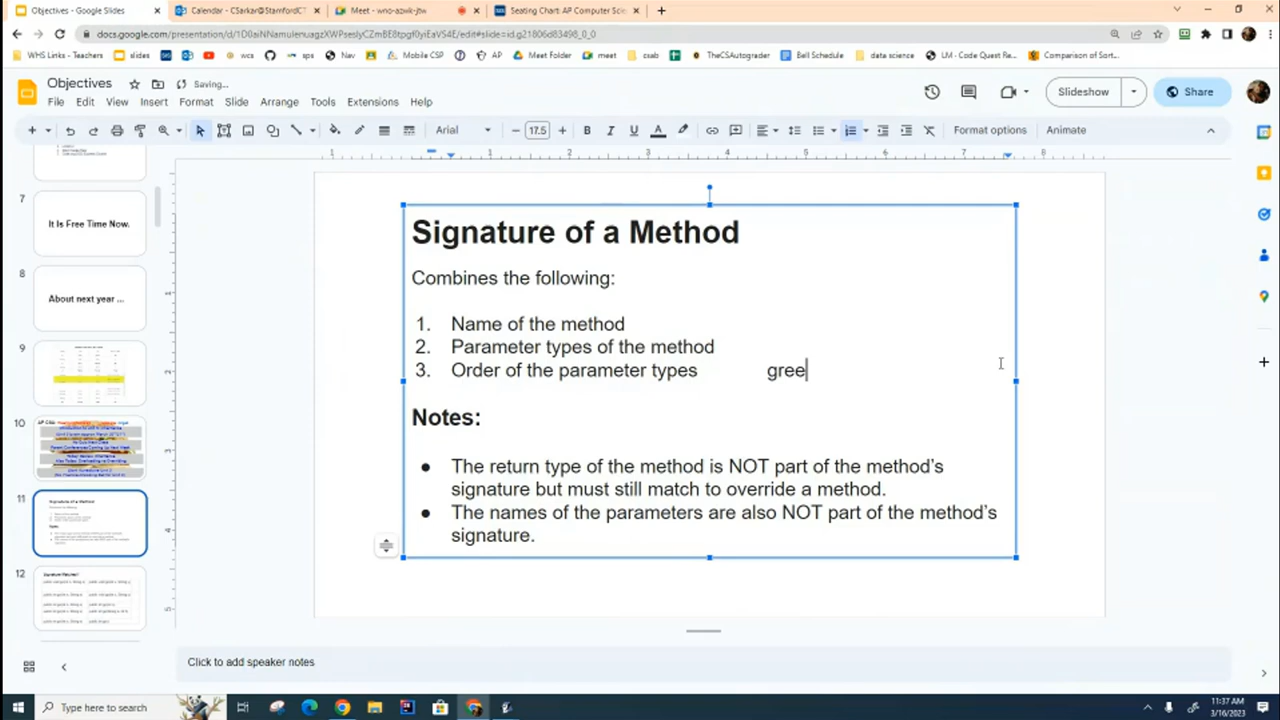 Objectives - Google Slides
Calendar - CSarkar@StamfordCT
Meet - wno-azwk-jbw
Seating Chart: AP Computer Scie
docs.google.com/presentation/d/
WHS Links - Teachers
slides
SIS
wcs
sps
Nav
csab
Mobile CSP
AP
Meet Folder
meet
csab
TheCSAutograder
Bell Schedule
data science
LM - Code Quest Re...
Comparison of Sort...
Objectives
Saving...
File Edit View Insert Format Slide Arrange Tools Extensions Help
Slideshow
Share
Arial
17.5
B I U A
Format options
Animate
7
It Is Free Time Now.
8
About next year ...
9
10
11
12
Signature of a Method
Combines the following:
1. Name of the method
2. Parameter types of the method
3. Order of the parameter types gree
Notes:
● The return type of the method is NOT part of the method's
signature but must still match to override a method.
● The names of the parameters are also NOT part of the method's
signature.
Click to add speaker notes
Type here to search
11:37 AM
3/16/2023